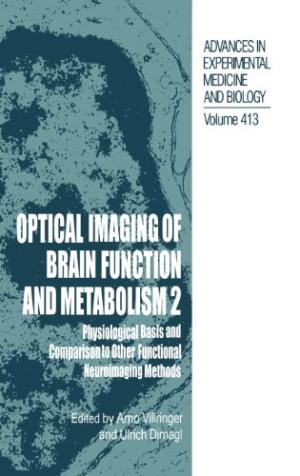 ADVANCES IN
EXPERIMENTAL
MEDICINE
AND BIOLOGY
Volume 413
OPTICAL IMAGING OF
BRAIN FUNCTION
AND METABOLISM 2
Physiological Basis and
Comparison to Other Functional
Neuroimaging Methods
Edited by Arno Villringer
and Ulrich Dirnagl